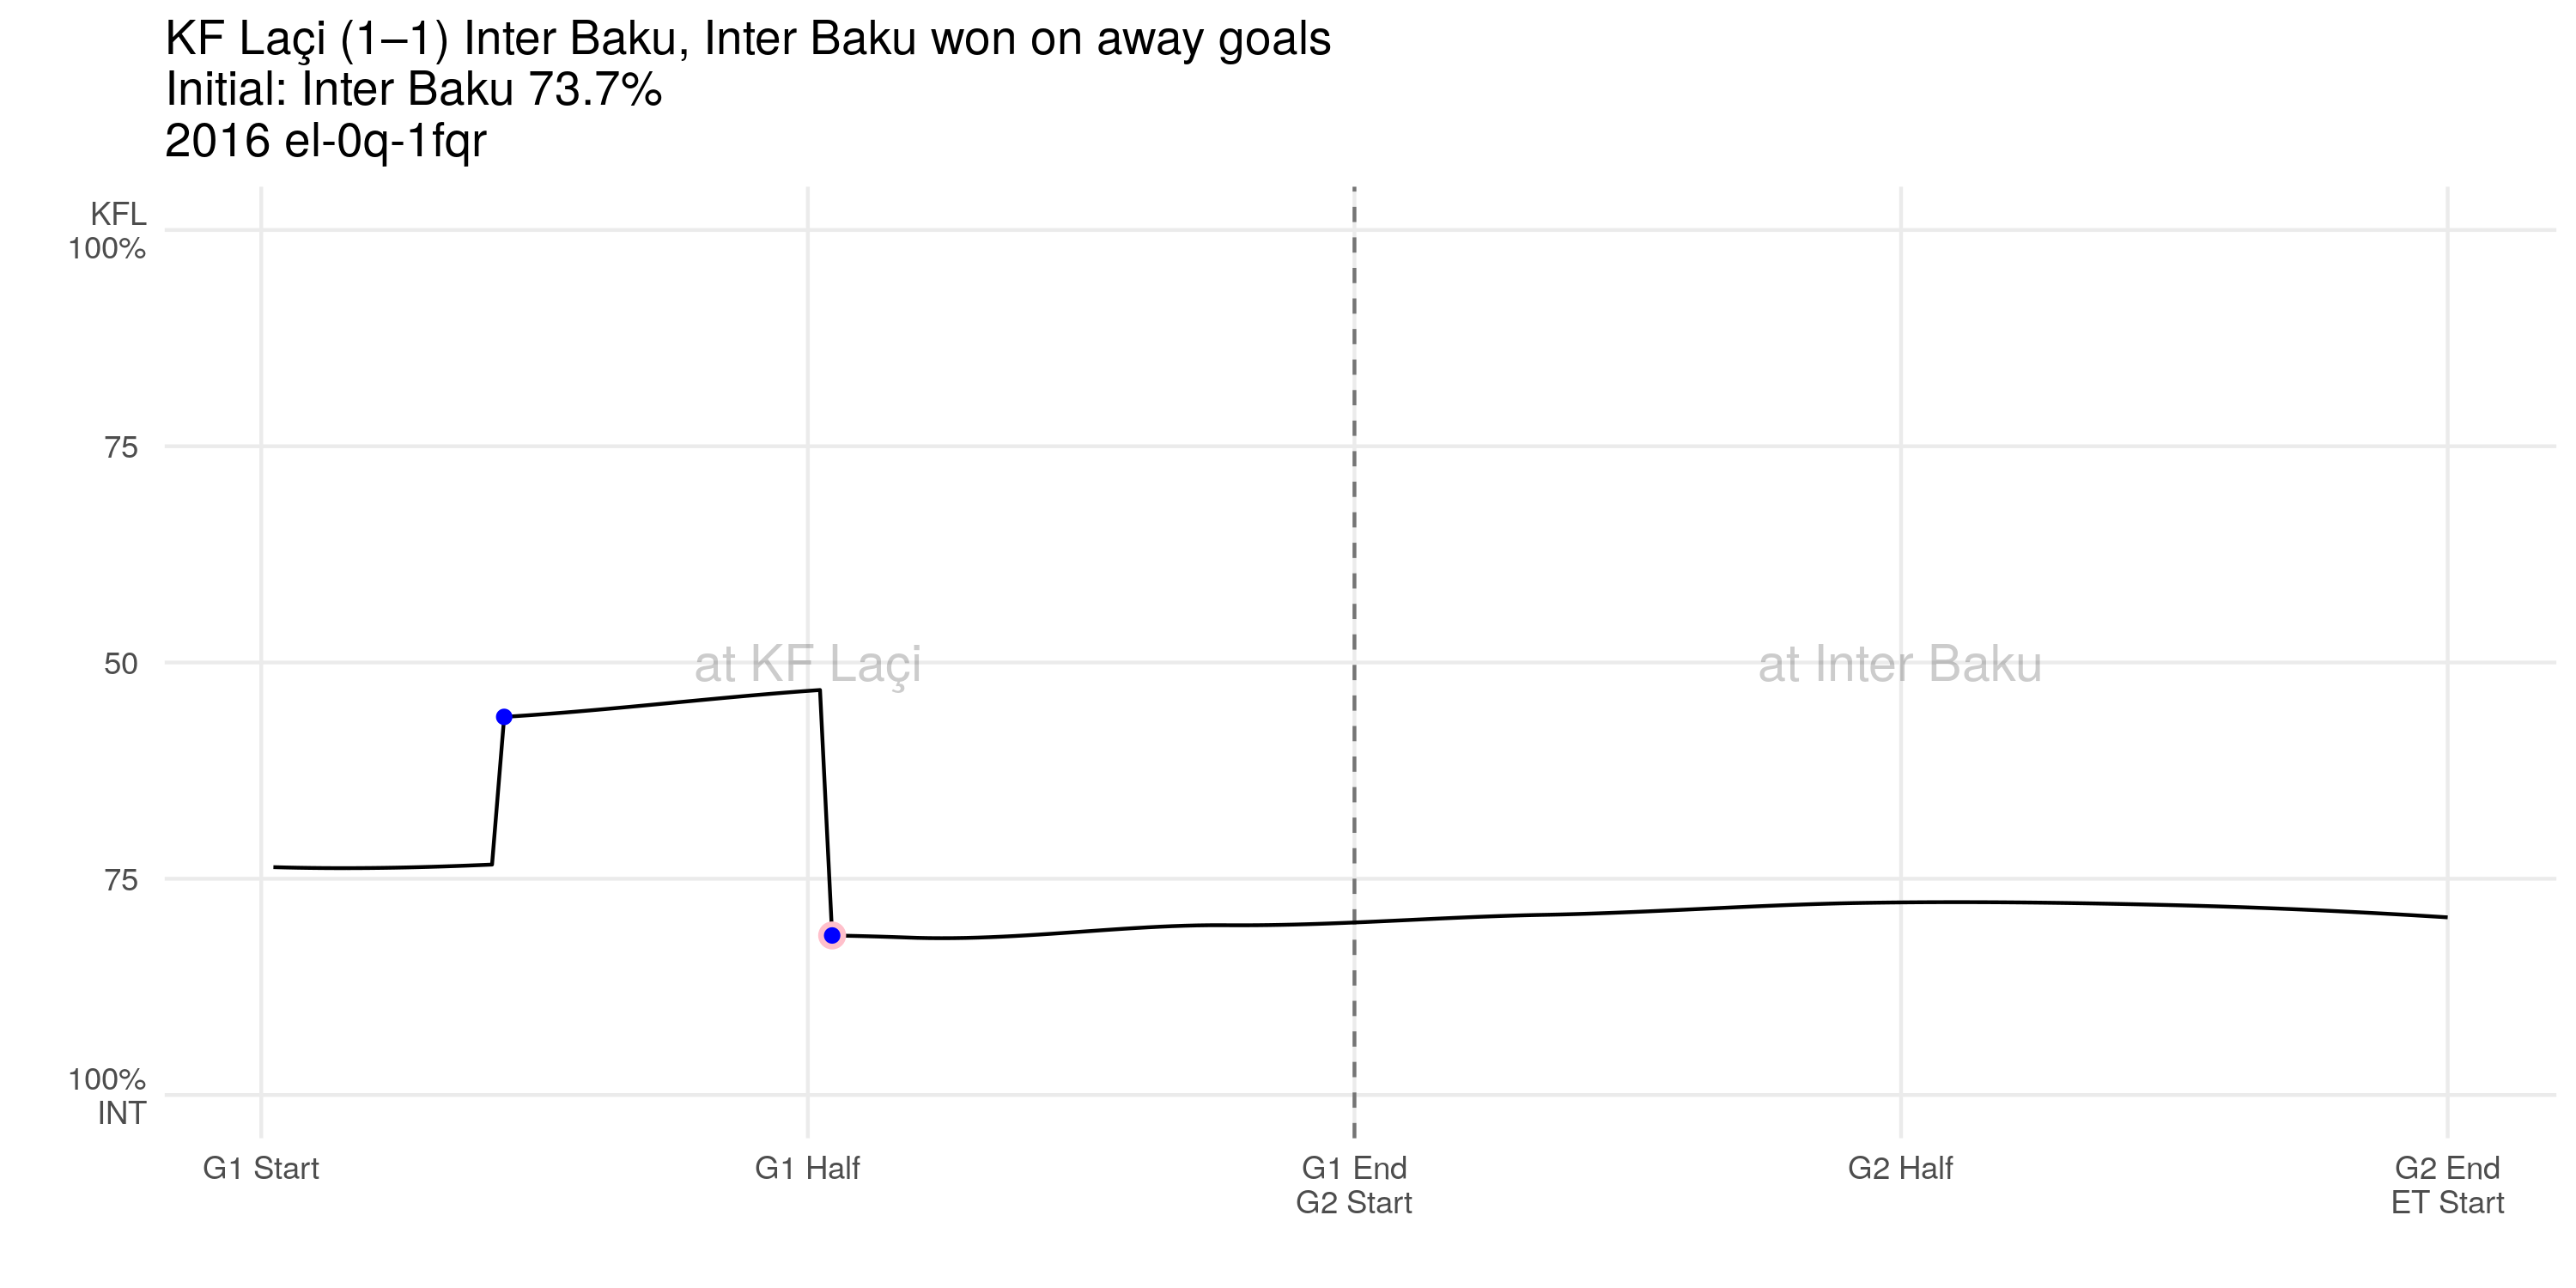 KF Laçi (1–1) Inter Baku, Inter Baku won on away goals
Initial: Inter Baku 73.7%
2016 el-0q-1fqr
KFL
100%
75
50
75
100%
INT
at KF Laçi
at Inter Baku
G1 Start
G1 Half
G1 End
G2 Start
G2 Half
G2 End
ET Start